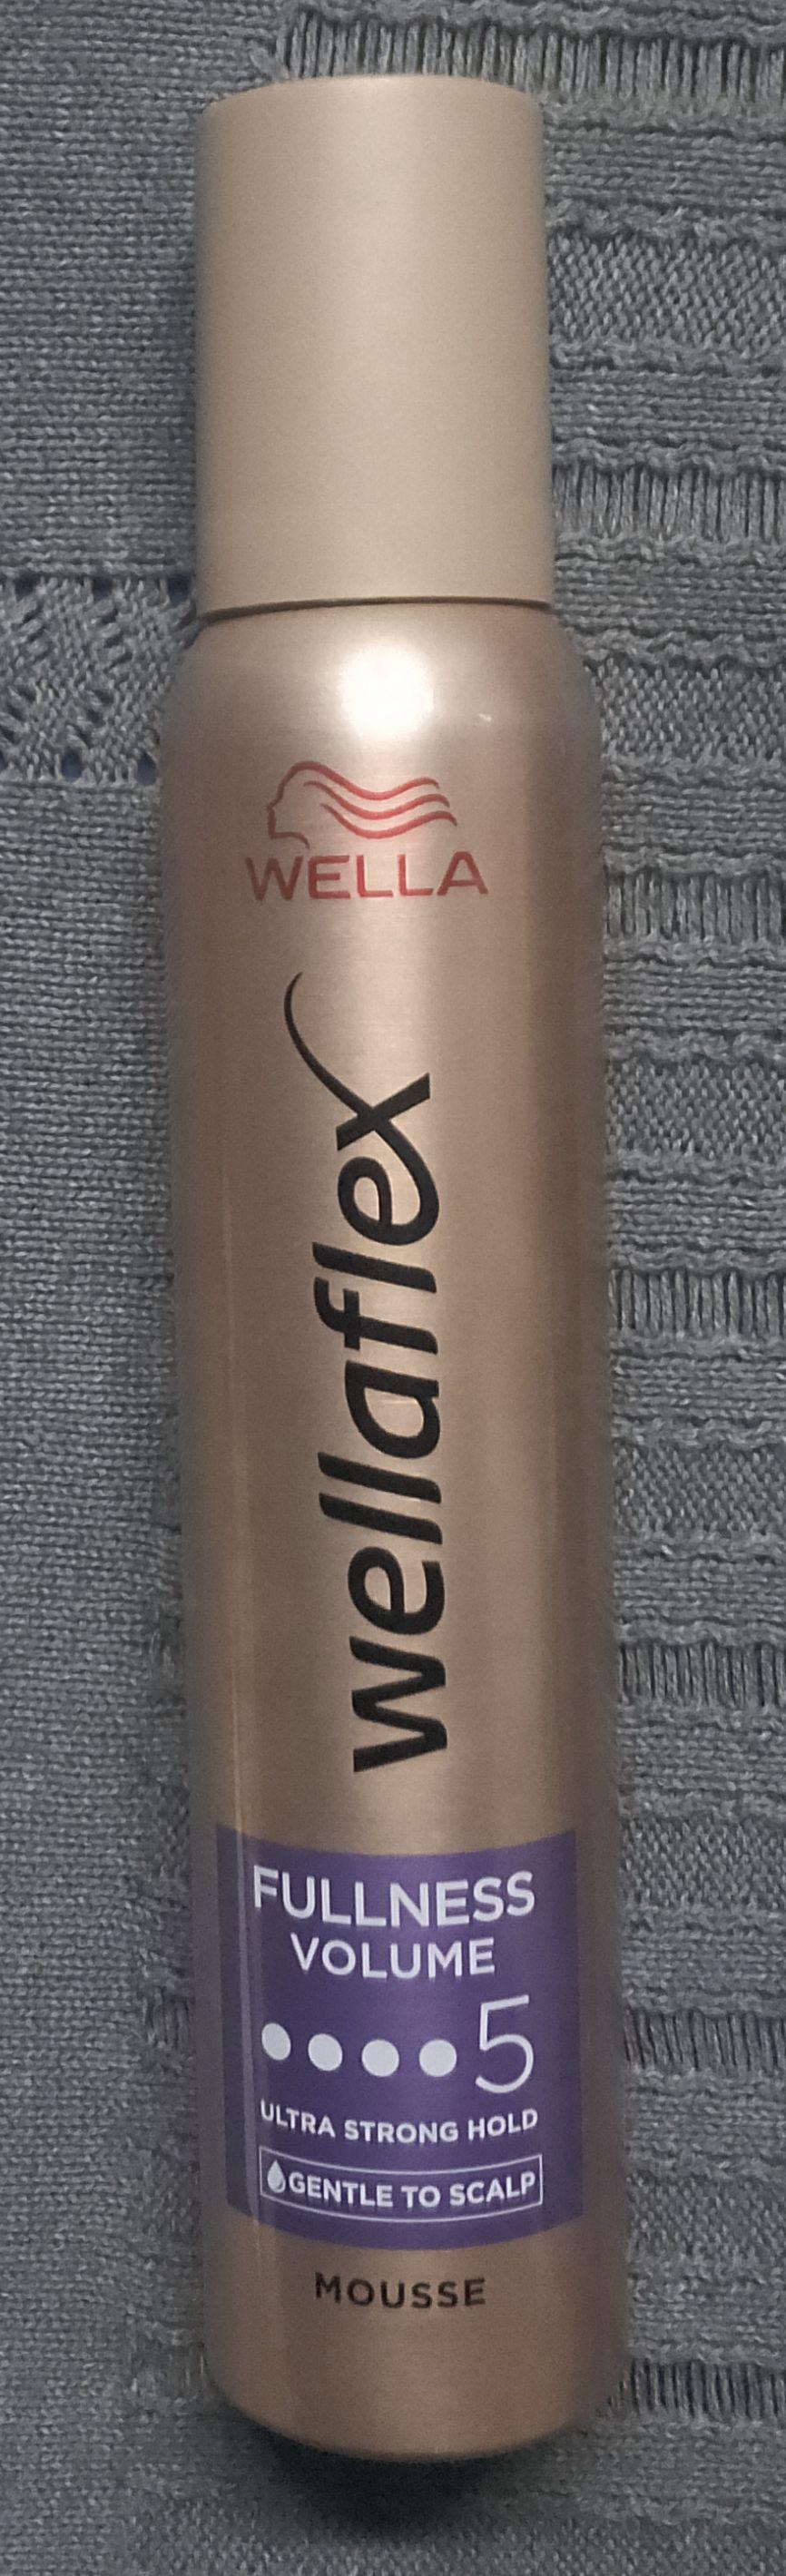 WELLA
wellaflex
FULLNESS
VOLUME
5
ULTRA STRONG HOLD
GENTLE TO SCALP
MOUSSE